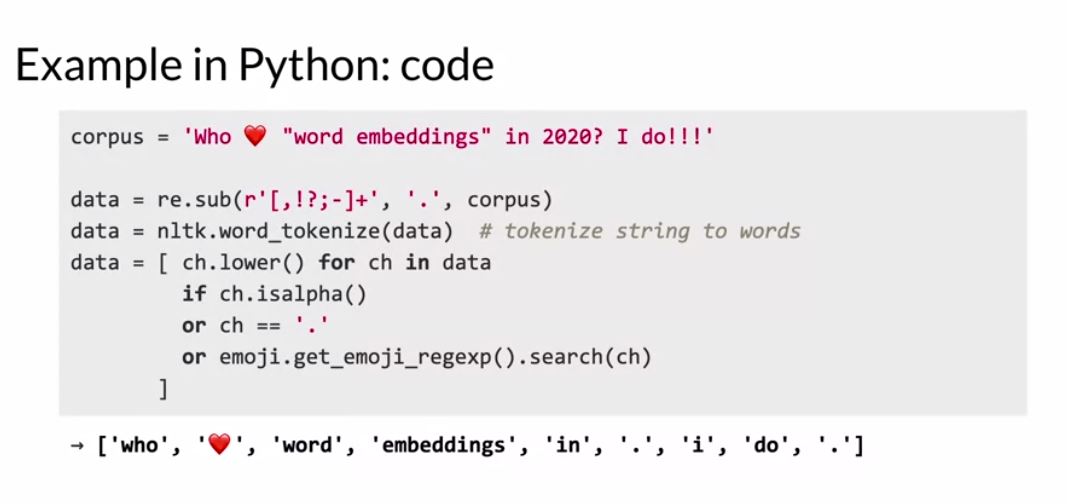 Example in Python: code
corpus = 'Who ❤️ "word embeddings" in 2020? I do!!!'
data = re.sub(r'[,!?;-]+', '.', corpus)
data = nltk.word_tokenize(data)  # tokenize string to words
data = [ ch.lower() for ch in data
if ch.isalpha()
or ch == '.'
or emoji.get_emoji_regexp().search(ch)
]
→ ['who', '❤️', 'word', 'embeddings', 'in', '.', 'i', 'do', '.']